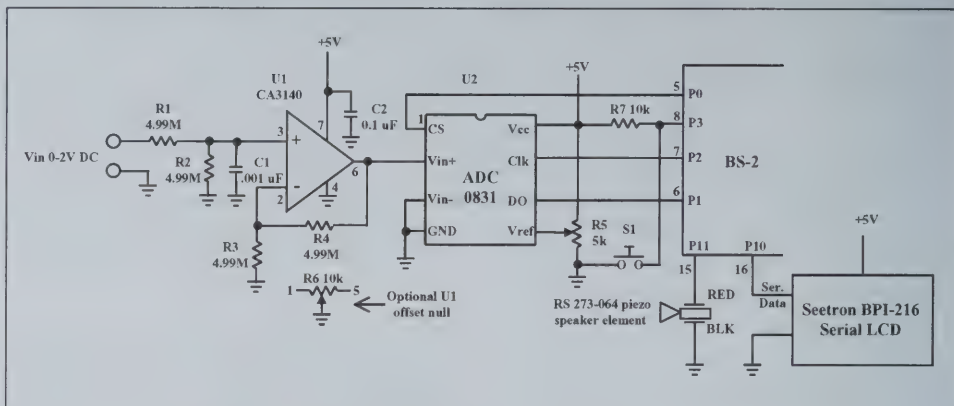 +5V
U1
CA3140
R1
4.99M
Vin 0-2V DC
R2
4.99M
C1
.001 uF
3
+
2
-
7
6
4
C2
0.1 uF
R3
4.99M
R4
4.99M
R6 10k
1
5
Optional U1
offset null
U2
1
CS
Vcc
Vin+
Clk
ADC
0831
Vin-
DO
GND
Vref
+5V
R7 10k
R5
5k
S1
5
P0
8
P3
7
P2
BS-2
6
P1
P11
P10
15
16
RED
BLK
Ser.
Data
RS 273-064 piezo
speaker element
+5V
Seetron BPI-216
Serial LCD